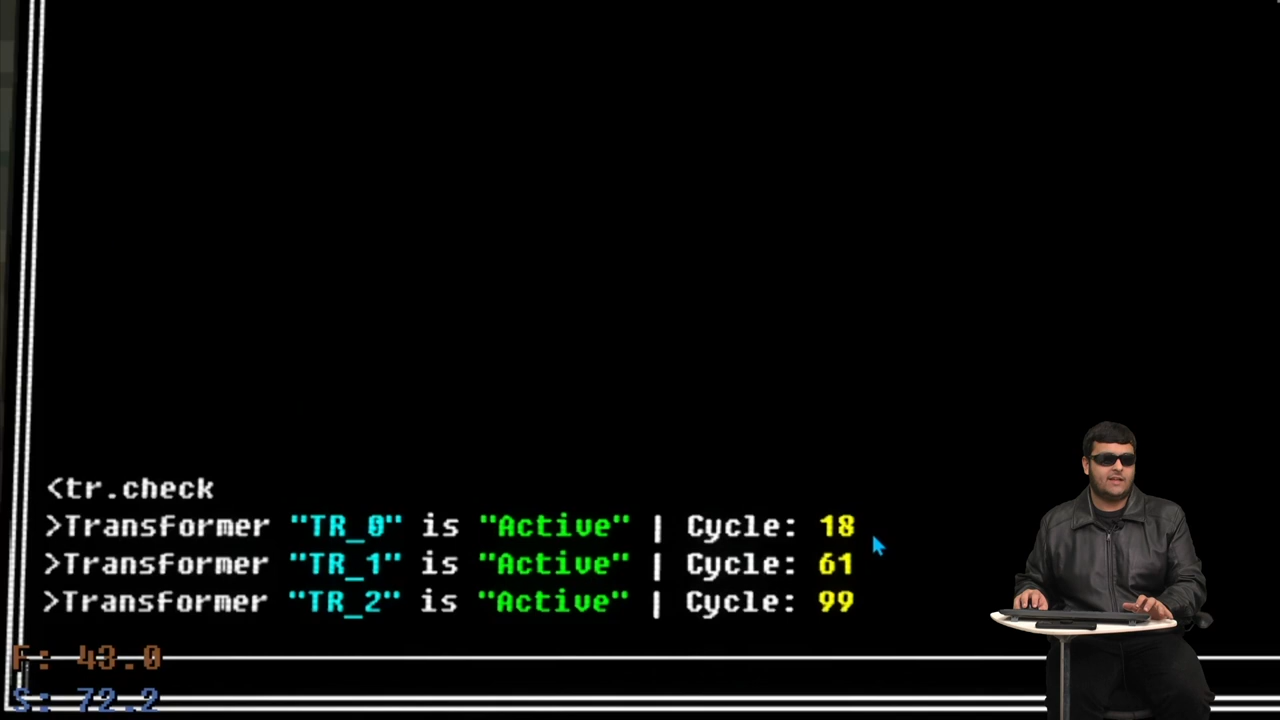 <tr.check
>Transformer "TR_0" is "Active" | Cycle: 18
>Transformer "TR_1" is "Active" | Cycle: 61
>Transformer "TR_2" is "Active" | Cycle: 99
F: 43.0
S: 72.2